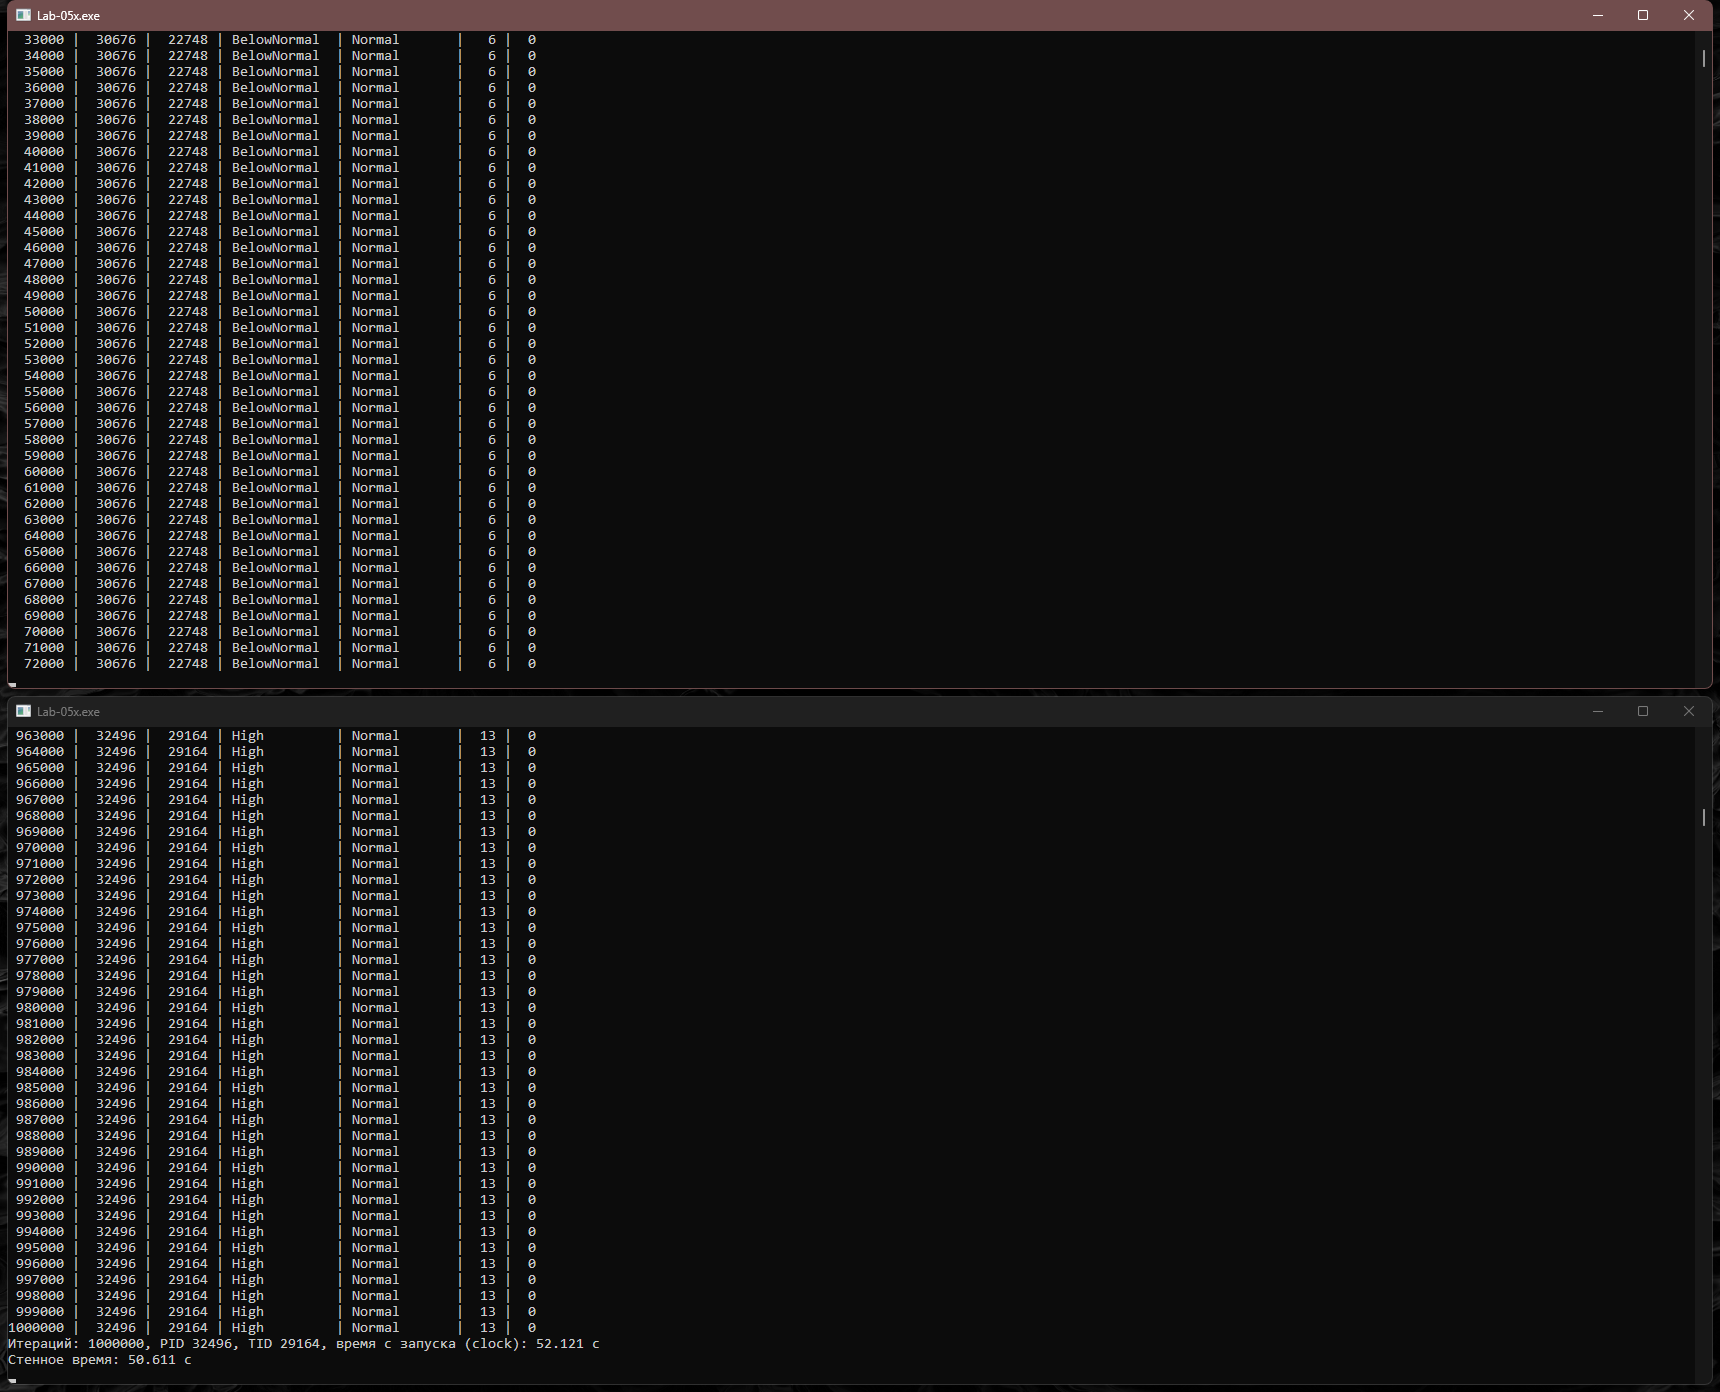 Lab-05x.exe
33000 | 30676 | 22748 | BelowNormal | Normal | 6 | 0
34000 | 30676 | 22748 | BelowNormal | Normal | 6 | 0
35000 | 30676 | 22748 | BelowNormal | Normal | 6 | 0
36000 | 30676 | 22748 | BelowNormal | Normal | 6 | 0
37000 | 30676 | 22748 | BelowNormal | Normal | 6 | 0
38000 | 30676 | 22748 | BelowNormal | Normal | 6 | 0
39000 | 30676 | 22748 | BelowNormal | Normal | 6 | 0
40000 | 30676 | 22748 | BelowNormal | Normal | 6 | 0
41000 | 30676 | 22748 | BelowNormal | Normal | 6 | 0
42000 | 30676 | 22748 | BelowNormal | Normal | 6 | 0
43000 | 30676 | 22748 | BelowNormal | Normal | 6 | 0
44000 | 30676 | 22748 | BelowNormal | Normal | 6 | 0
45000 | 30676 | 22748 | BelowNormal | Normal | 6 | 0
46000 | 30676 | 22748 | BelowNormal | Normal | 6 | 0
47000 | 30676 | 22748 | BelowNormal | Normal | 6 | 0
48000 | 30676 | 22748 | BelowNormal | Normal | 6 | 0
49000 | 30676 | 22748 | BelowNormal | Normal | 6 | 0
50000 | 30676 | 22748 | BelowNormal | Normal | 6 | 0
51000 | 30676 | 22748 | BelowNormal | Normal | 6 | 0
52000 | 30676 | 22748 | BelowNormal | Normal | 6 | 0
53000 | 30676 | 22748 | BelowNormal | Normal | 6 | 0
54000 | 30676 | 22748 | BelowNormal | Normal | 6 | 0
55000 | 30676 | 22748 | BelowNormal | Normal | 6 | 0
56000 | 30676 | 22748 | BelowNormal | Normal | 6 | 0
57000 | 30676 | 22748 | BelowNormal | Normal | 6 | 0
58000 | 30676 | 22748 | BelowNormal | Normal | 6 | 0
59000 | 30676 | 22748 | BelowNormal | Normal | 6 | 0
60000 | 30676 | 22748 | BelowNormal | Normal | 6 | 0
61000 | 30676 | 22748 | BelowNormal | Normal | 6 | 0
62000 | 30676 | 22748 | BelowNormal | Normal | 6 | 0
63000 | 30676 | 22748 | BelowNormal | Normal | 6 | 0
64000 | 30676 | 22748 | BelowNormal | Normal | 6 | 0
65000 | 30676 | 22748 | BelowNormal | Normal | 6 | 0
66000 | 30676 | 22748 | BelowNormal | Normal | 6 | 0
67000 | 30676 | 22748 | BelowNormal | Normal | 6 | 0
68000 | 30676 | 22748 | BelowNormal | Normal | 6 | 0
69000 | 30676 | 22748 | BelowNormal | Normal | 6 | 0
70000 | 30676 | 22748 | BelowNormal | Normal | 6 | 0
71000 | 30676 | 22748 | BelowNormal | Normal | 6 | 0
72000 | 30676 | 22748 | BelowNormal | Normal | 6 | 0
Lab-05x.exe
963000 | 32496 | 29164 | High | Normal | 13 | 0
964000 | 32496 | 29164 | High | Normal | 13 | 0
965000 | 32496 | 29164 | High | Normal | 13 | 0
966000 | 32496 | 29164 | High | Normal | 13 | 0
967000 | 32496 | 29164 | High | Normal | 13 | 0
968000 | 32496 | 29164 | High | Normal | 13 | 0
969000 | 32496 | 29164 | High | Normal | 13 | 0
970000 | 32496 | 29164 | High | Normal | 13 | 0
971000 | 32496 | 29164 | High | Normal | 13 | 0
972000 | 32496 | 29164 | High | Normal | 13 | 0
973000 | 32496 | 29164 | High | Normal | 13 | 0
974000 | 32496 | 29164 | High | Normal | 13 | 0
975000 | 32496 | 29164 | High | Normal | 13 | 0
976000 | 32496 | 29164 | High | Normal | 13 | 0
977000 | 32496 | 29164 | High | Normal | 13 | 0
978000 | 32496 | 29164 | High | Normal | 13 | 0
979000 | 32496 | 29164 | High | Normal | 13 | 0
980000 | 32496 | 29164 | High | Normal | 13 | 0
981000 | 32496 | 29164 | High | Normal | 13 | 0
982000 | 32496 | 29164 | High | Normal | 13 | 0
983000 | 32496 | 29164 | High | Normal | 13 | 0
984000 | 32496 | 29164 | High | Normal | 13 | 0
985000 | 32496 | 29164 | High | Normal | 13 | 0
986000 | 32496 | 29164 | High | Normal | 13 | 0
987000 | 32496 | 29164 | High | Normal | 13 | 0
988000 | 32496 | 29164 | High | Normal | 13 | 0
989000 | 32496 | 29164 | High | Normal | 13 | 0
990000 | 32496 | 29164 | High | Normal | 13 | 0
991000 | 32496 | 29164 | High | Normal | 13 | 0
992000 | 32496 | 29164 | High | Normal | 13 | 0
993000 | 32496 | 29164 | High | Normal | 13 | 0
994000 | 32496 | 29164 | High | Normal | 13 | 0
995000 | 32496 | 29164 | High | Normal | 13 | 0
996000 | 32496 | 29164 | High | Normal | 13 | 0
997000 | 32496 | 29164 | High | Normal | 13 | 0
998000 | 32496 | 29164 | High | Normal | 13 | 0
999000 | 32496 | 29164 | High | Normal | 13 | 0
1000000 | 32496 | 29164 | High | Normal | 13 | 0
Итераций: 1000000, PID 32496, TID 29164, время с запуска (clock): 52.121 с
Стенное время: 50.611 с